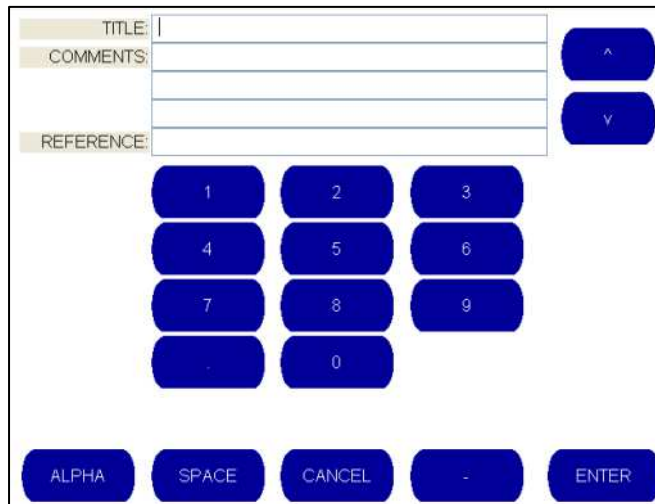 TITLE:
^
COMMENTS:
v
REFERENCE:
1 2 3
4 5 6
7 8 9
. 0
ALPHA SPACE CANCEL - ENTER